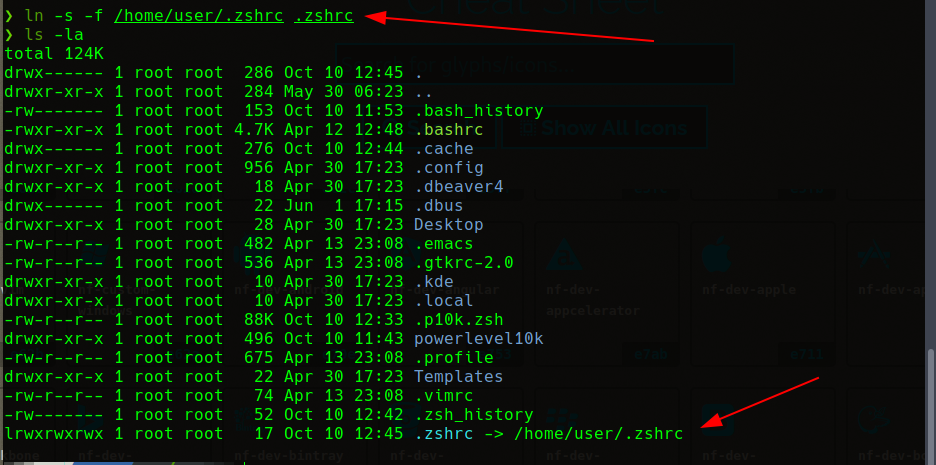 ❯ ln -s -f /home/user/.zshrc .zshrc
❯ ls -la
total 124K
drwx------ 1 root root  286 Oct 10 12:45 .
drwxr-xr-x 1 root root  284 May 30 06:23 ..
-rw------- 1 root root  153 Oct 10 11:53 .bash_history
-rwxr-xr-x 1 root root 4.7K Apr 12 12:48 .bashrc
drwx------ 1 root root  276 Oct 10 12:44 .cache
drwxr-xr-x 1 root root  956 Apr 30 17:23 .config
drwxr-xr-x 1 root root   18 Apr 30 17:23 .dbeaver4
drwx------ 1 root root   22 Jun  1 17:15 .dbus
drwxr-xr-x 1 root root   28 Apr 30 17:23 Desktop
-rw-r--r-- 1 root root  482 Apr 13 23:08 .emacs
-rw-r--r-- 1 root root  536 Apr 13 23:08 .gtkrc-2.0
drwxr-xr-x 1 root root   10 Apr 30 17:23 .kde
drwxr-xr-x 1 root root   10 Apr 30 17:23 .local
-rw-r--r-- 1 root root  88K Oct 10 12:33 .p10k.zsh
drwxr-xr-x 1 root root  496 Oct 10 11:43 powerlevel10k
-rw-r--r-- 1 root root  675 Apr 13 23:08 .profile
drwxr-xr-x 1 root root   22 Apr 30 17:23 Templates
-rw-r--r-- 1 root root   74 Apr 13 23:08 .vimrc
-rw------- 1 root root   52 Oct 10 12:42 .zsh_history
lrwxrwxrwx 1 root root   17 Oct 10 12:45 .zshrc -> /home/user/.zshrc
Show All Icons
nf-dev-appcelerator
nf-dev-apple